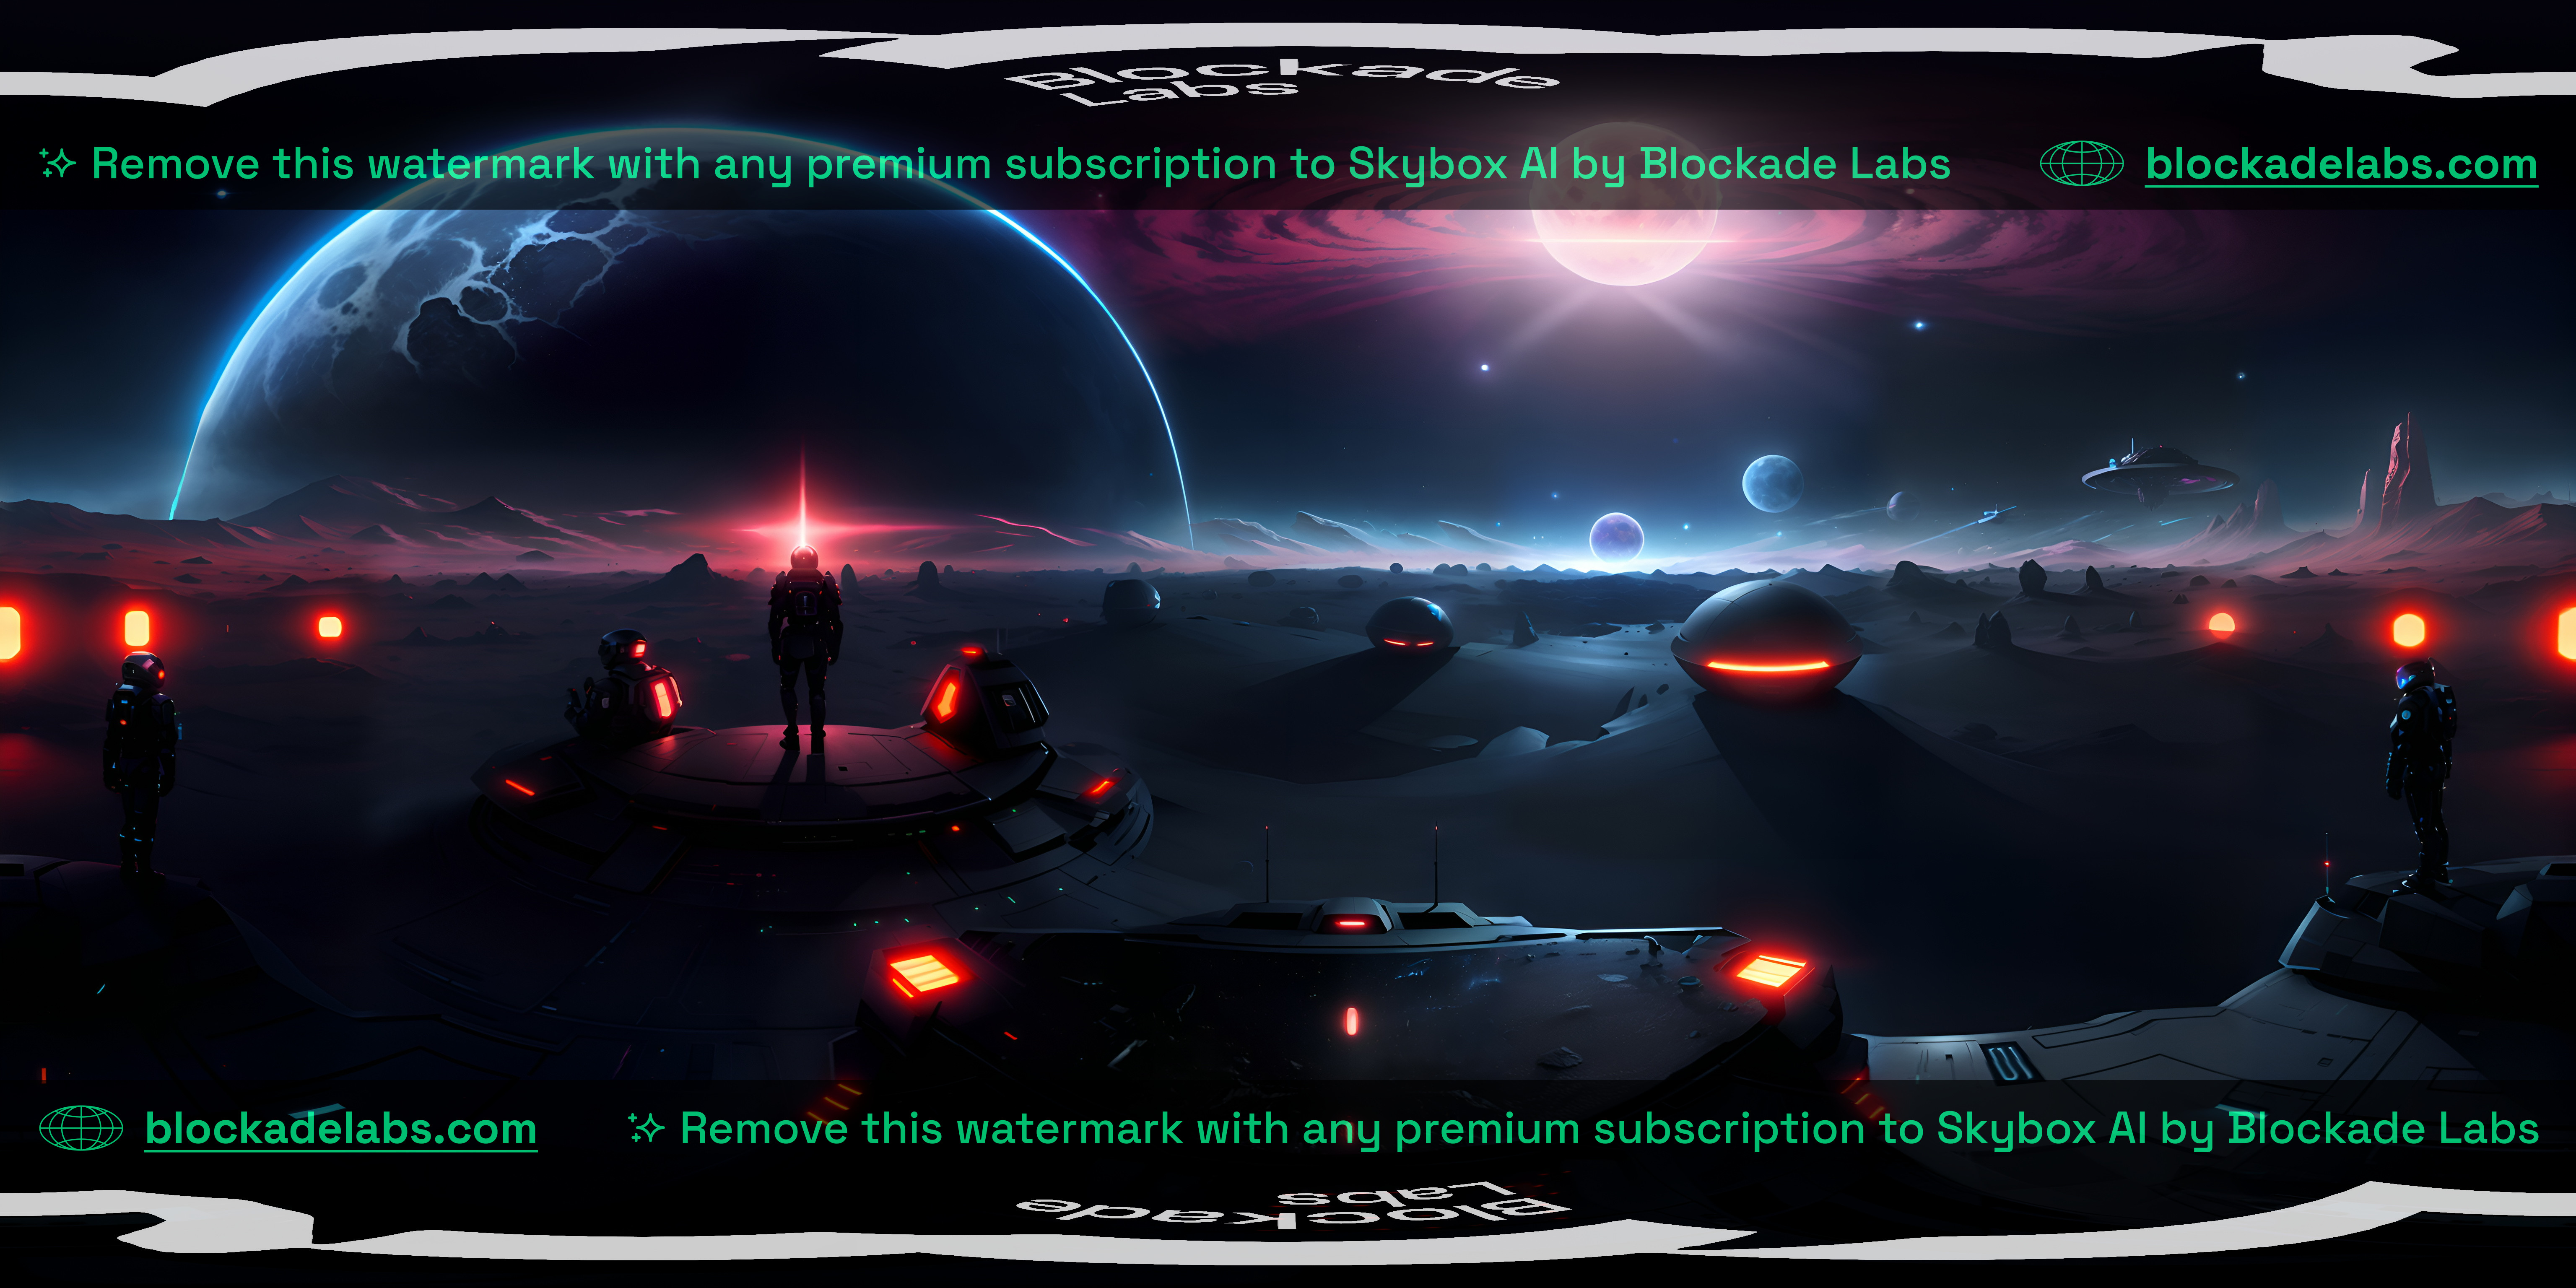 Blockade
Labs
Remove this watermark with any premium subscription to Skybox AI by Blockade Labs
blockadelabs.com
blockadelabs.com
Remove this watermark with any premium subscription to Skybox AI by Blockade Labs
Labs
Blockade